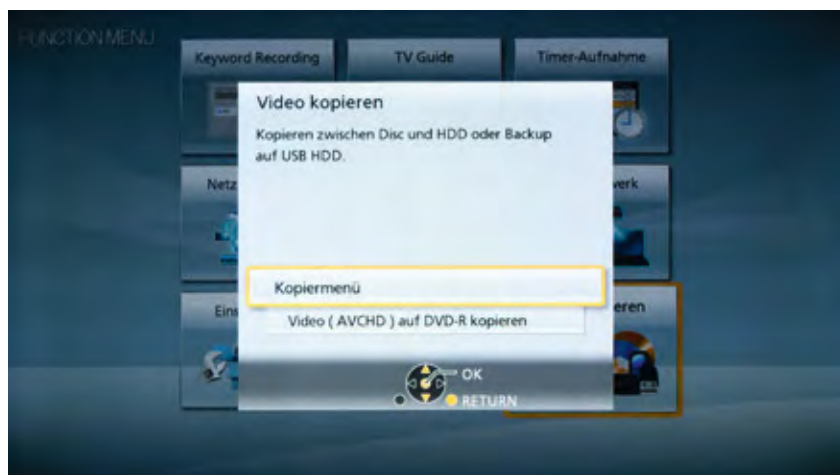 FUNCTION MENU
Keyword Recording
TV Guide
Timer-Aufnahme
Video kopieren
Kopieren zwischen Disc und HDD oder Backup
auf USB HDD.
Netz
verk
Kopiermenü
Eins
eren
Video ( AVCHD ) auf DVD-R kopieren
OK
RETURN